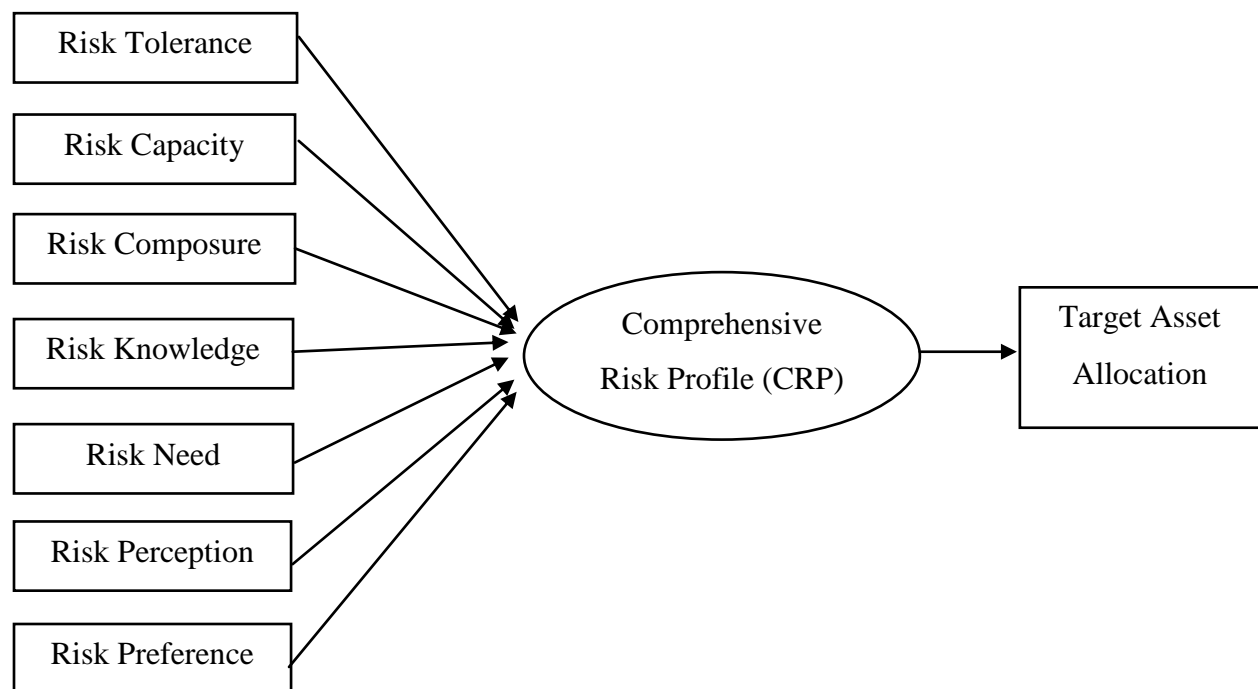 Risk Tolerance
Risk Capacity
Risk Composure
Risk Knowledge
Risk Need
Risk Perception
Risk Preference
Comprehensive
Risk Profile (CRP)
Target Asset
Allocation